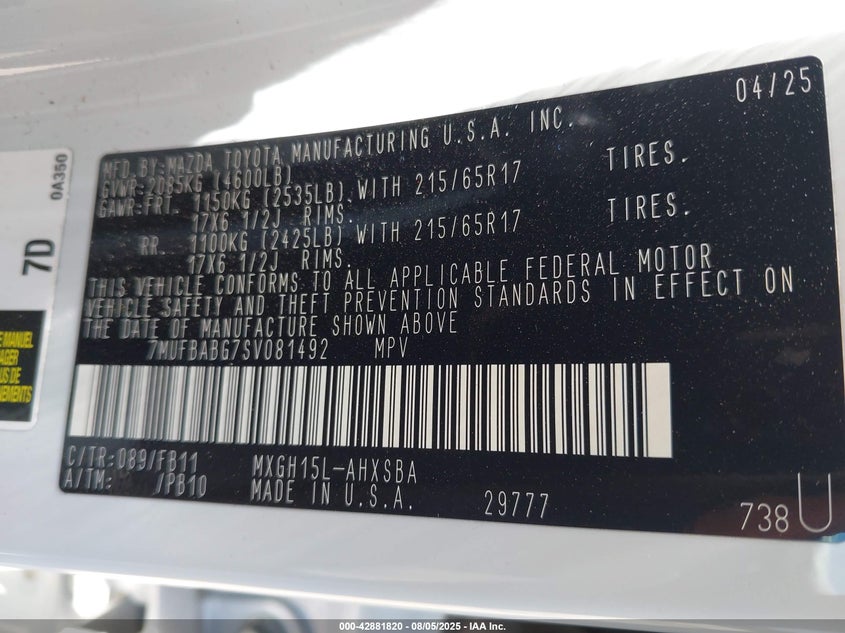 04/25
MFD. BY: MAZDA TOYOTA MANUFACTURING U.S.A. INC.
GVWR: 2085KG (4600LB)
GAWR: FRT. 1150KG (2535LB) WITH 215/65R17 TIRES.
17X6 1/2J RIMS.
RR. 1100KG (2425LB) WITH 215/65R17 TIRES.
17X6 1/2J RIMS.
THIS VEHICLE CONFORMS TO ALL APPLICABLE FEDERAL MOTOR
VEHICLE SAFETY AND THEFT PREVENTION STANDARDS IN EFFECT ON
THE DATE OF MANUFACTURE SHOWN ABOVE
7MUFBABG7SV081492 MPV
C/TR: 089/FB11 MXGH15L-AHXSBA
A/TM: /PB10 MADE IN U.S.A.
29777
738U
7D 0A350
E MANUEL
000-42881820 - 08/05/2025 - IAA Inc.